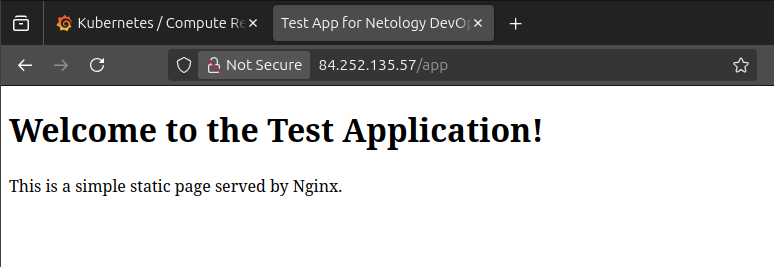 Kubernetes / Compute Re
Test App for Netology DevOp
Not Secure
84.252.135.57/app
Welcome to the Test Application!
This is a simple static page served by Nginx.